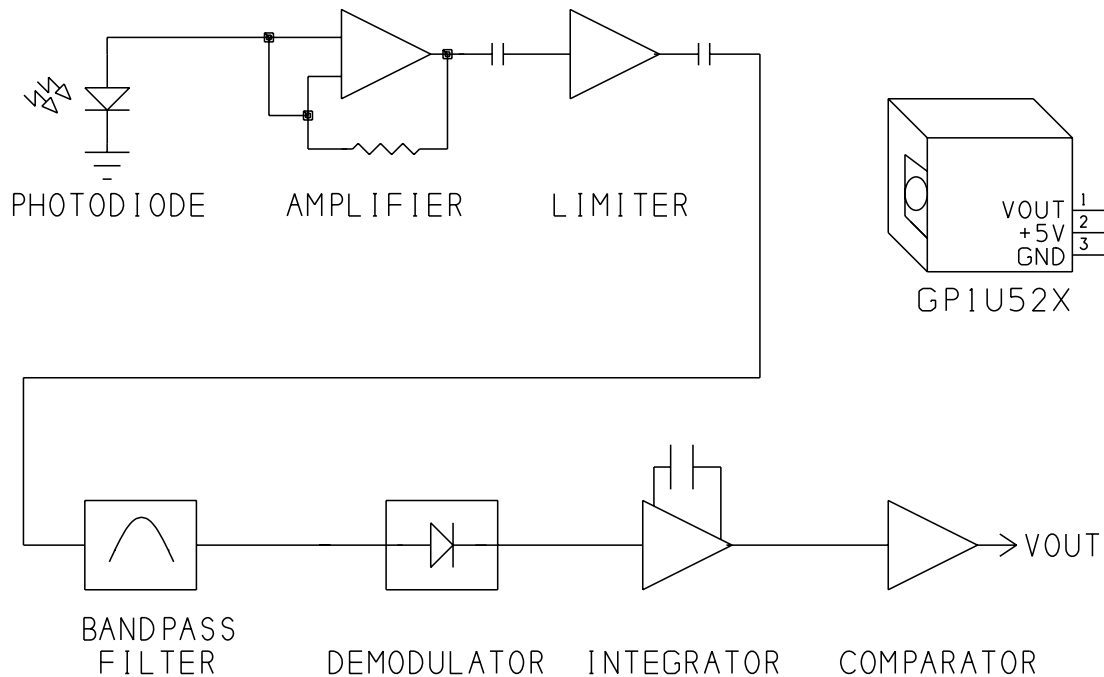 PHOTODIODE
AMPLIFIER
LIMITER
1
VOUT
2
+5V
3
GND
GP1U52X
VOUT
BANDPASS
FILTER
DEMODULATOR
INTEGRATOR
COMPARATOR